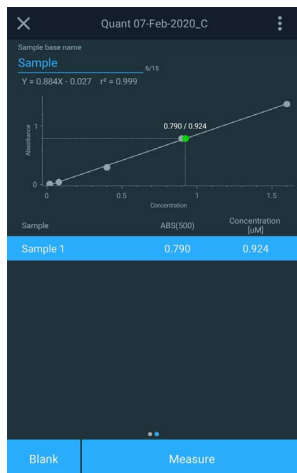 Quant 07-Feb-2020_C
Sample base name
Sample
6/15
Y = 0.884X - 0.027 r² = 0.999
0.790 / 0.924
Absorbance
1
0
0 0.5 1 1.5
Concentration
Sample ABS(500) Concentration
[uM]
Sample 1 0.790 0.924
Blank Measure